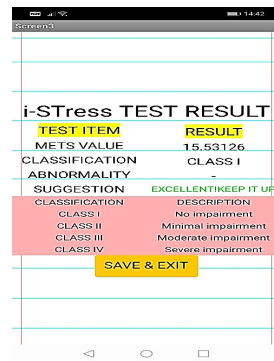 14:42
Screen3
i-STress TEST RESULT
TEST ITEM RESULT
METS VALUE 15.53126
CLASSIFICATION CLASS I
ABNORMALITY -
SUGGESTION EXCELLENT!KEEP IT UP
CLASSIFICATION DESCRIPTION
CLASS I No impairment
CLASS II Minimal impairment
CLASS III Moderate impairment
CLASS IV Severe impairment
SAVE & EXIT